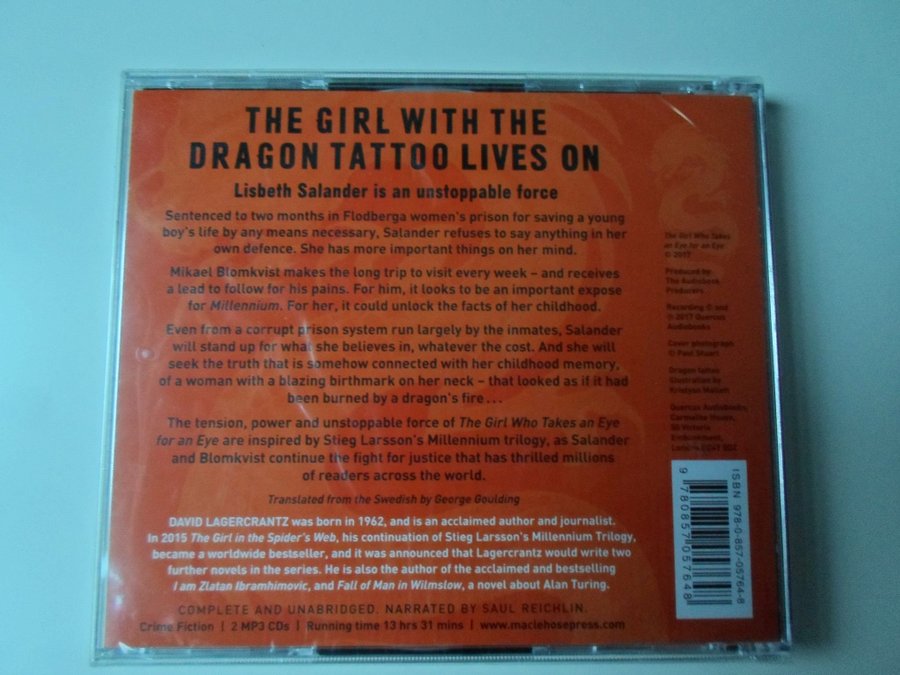 THE GIRL WITH THE
DRAGON TATTOO LIVES ON
Lisbeth Salander is an unstoppable force
Sentenced to two months in Flodberga women's prison for saving a young
boy's life by any means necessary, Salander refuses to say anything in her
own defence. She has more important things on her mind.
Mikael Blomkvist makes the long trip to visit every week – and receives
a lead to follow for his pains. For him, it looks to be an important expose
for Millennium. For her, it could unlock the facts of her childhood.
Even from a corrupt prison system run largely by the inmates, Salander
will stand up for what she believes in, whatever the cost. And she will
seek the truth that is somehow connected with her childhood memory,
of a woman with a blazing birthmark on her neck – that looked as if it had
been burned by a dragon's fire...
The tension, power and unstoppable force of The Girl Who Takes an Eye
for an Eye are inspired by Stieg Larsson's Millennium trilogy, as Salander
and Blomkvist continue the fight for justice that has thrilled millions
of readers across the world.
Translated from the Swedish by George Goulding
DAVID LAGERCRANTZ was born in 1962, and is an acclaimed author and journalist.
In 2015 The Girl in the Spider's Web, his continuation of Stieg Larsson's Millennium Trilogy,
became a worldwide bestseller, and it was announced that Lagercrantz would write two
further novels in the series. He is also the author of the acclaimed and bestselling
I am Zlatan Ibramhimovic, and Fall of Man in Wilmslow, a novel about Alan Turing.
COMPLETE AND UNABRIDGED. NARRATED BY SAUL REICHLIN.
Crime Fiction | 2 MP3 CDs | Running time 13 hrs 31 mins | www.maclehosepress.com
The Girl Who Takes
an Eye for an Eye
© 2017
Produced by
The Audiobook
Producers.
Recording © and
℗ 2017 Quercus
Audiobooks
Cover photograph
© Paul Stuart
Dragon tattoo
illustration by
Quercus Audiobooks,
Carmelite House,
50 Victoria
Embankment,
London EC4Y 0DZ
ISBN 978-0-857-05764-8
9 780857 057648